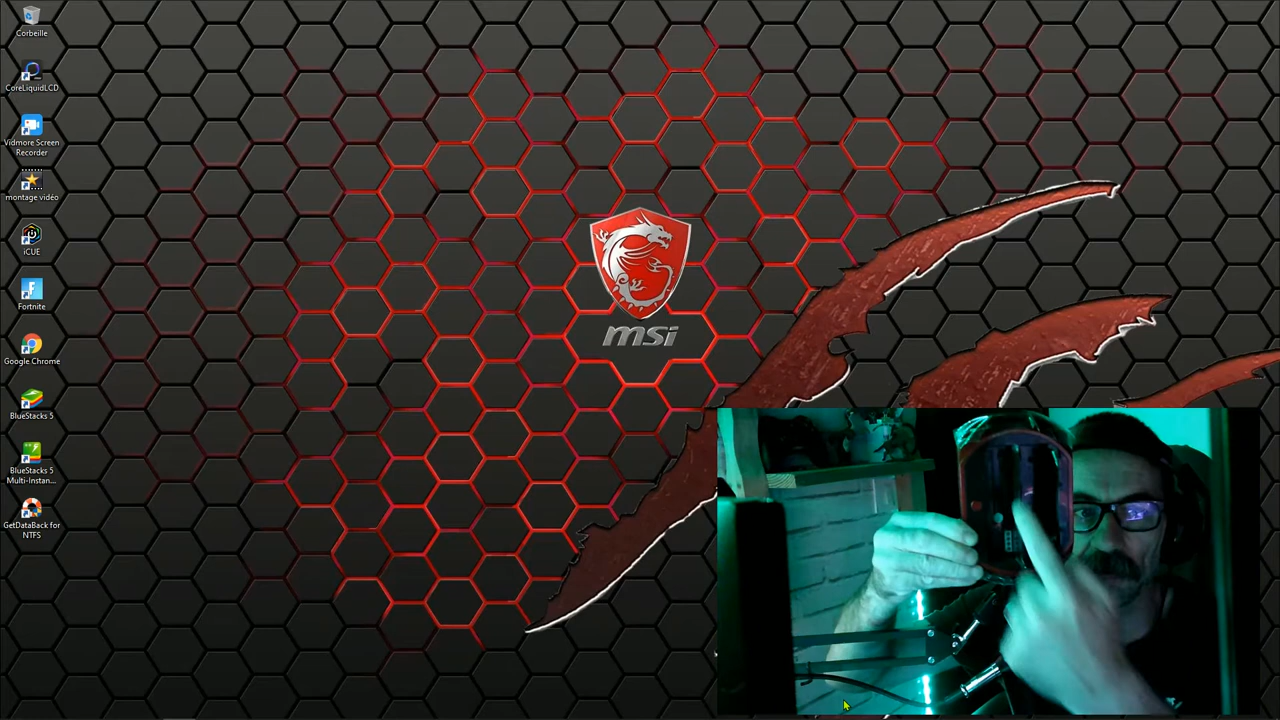 Corbeille
CoreLiquidLCD
Vidmore Screen
Recorder
montage vidéo
iCUE
Fortnite
Google Chrome
BlueStacks 5
BlueStacks 5
Multi-Instan...
GetDataBack for
NTFS
msi